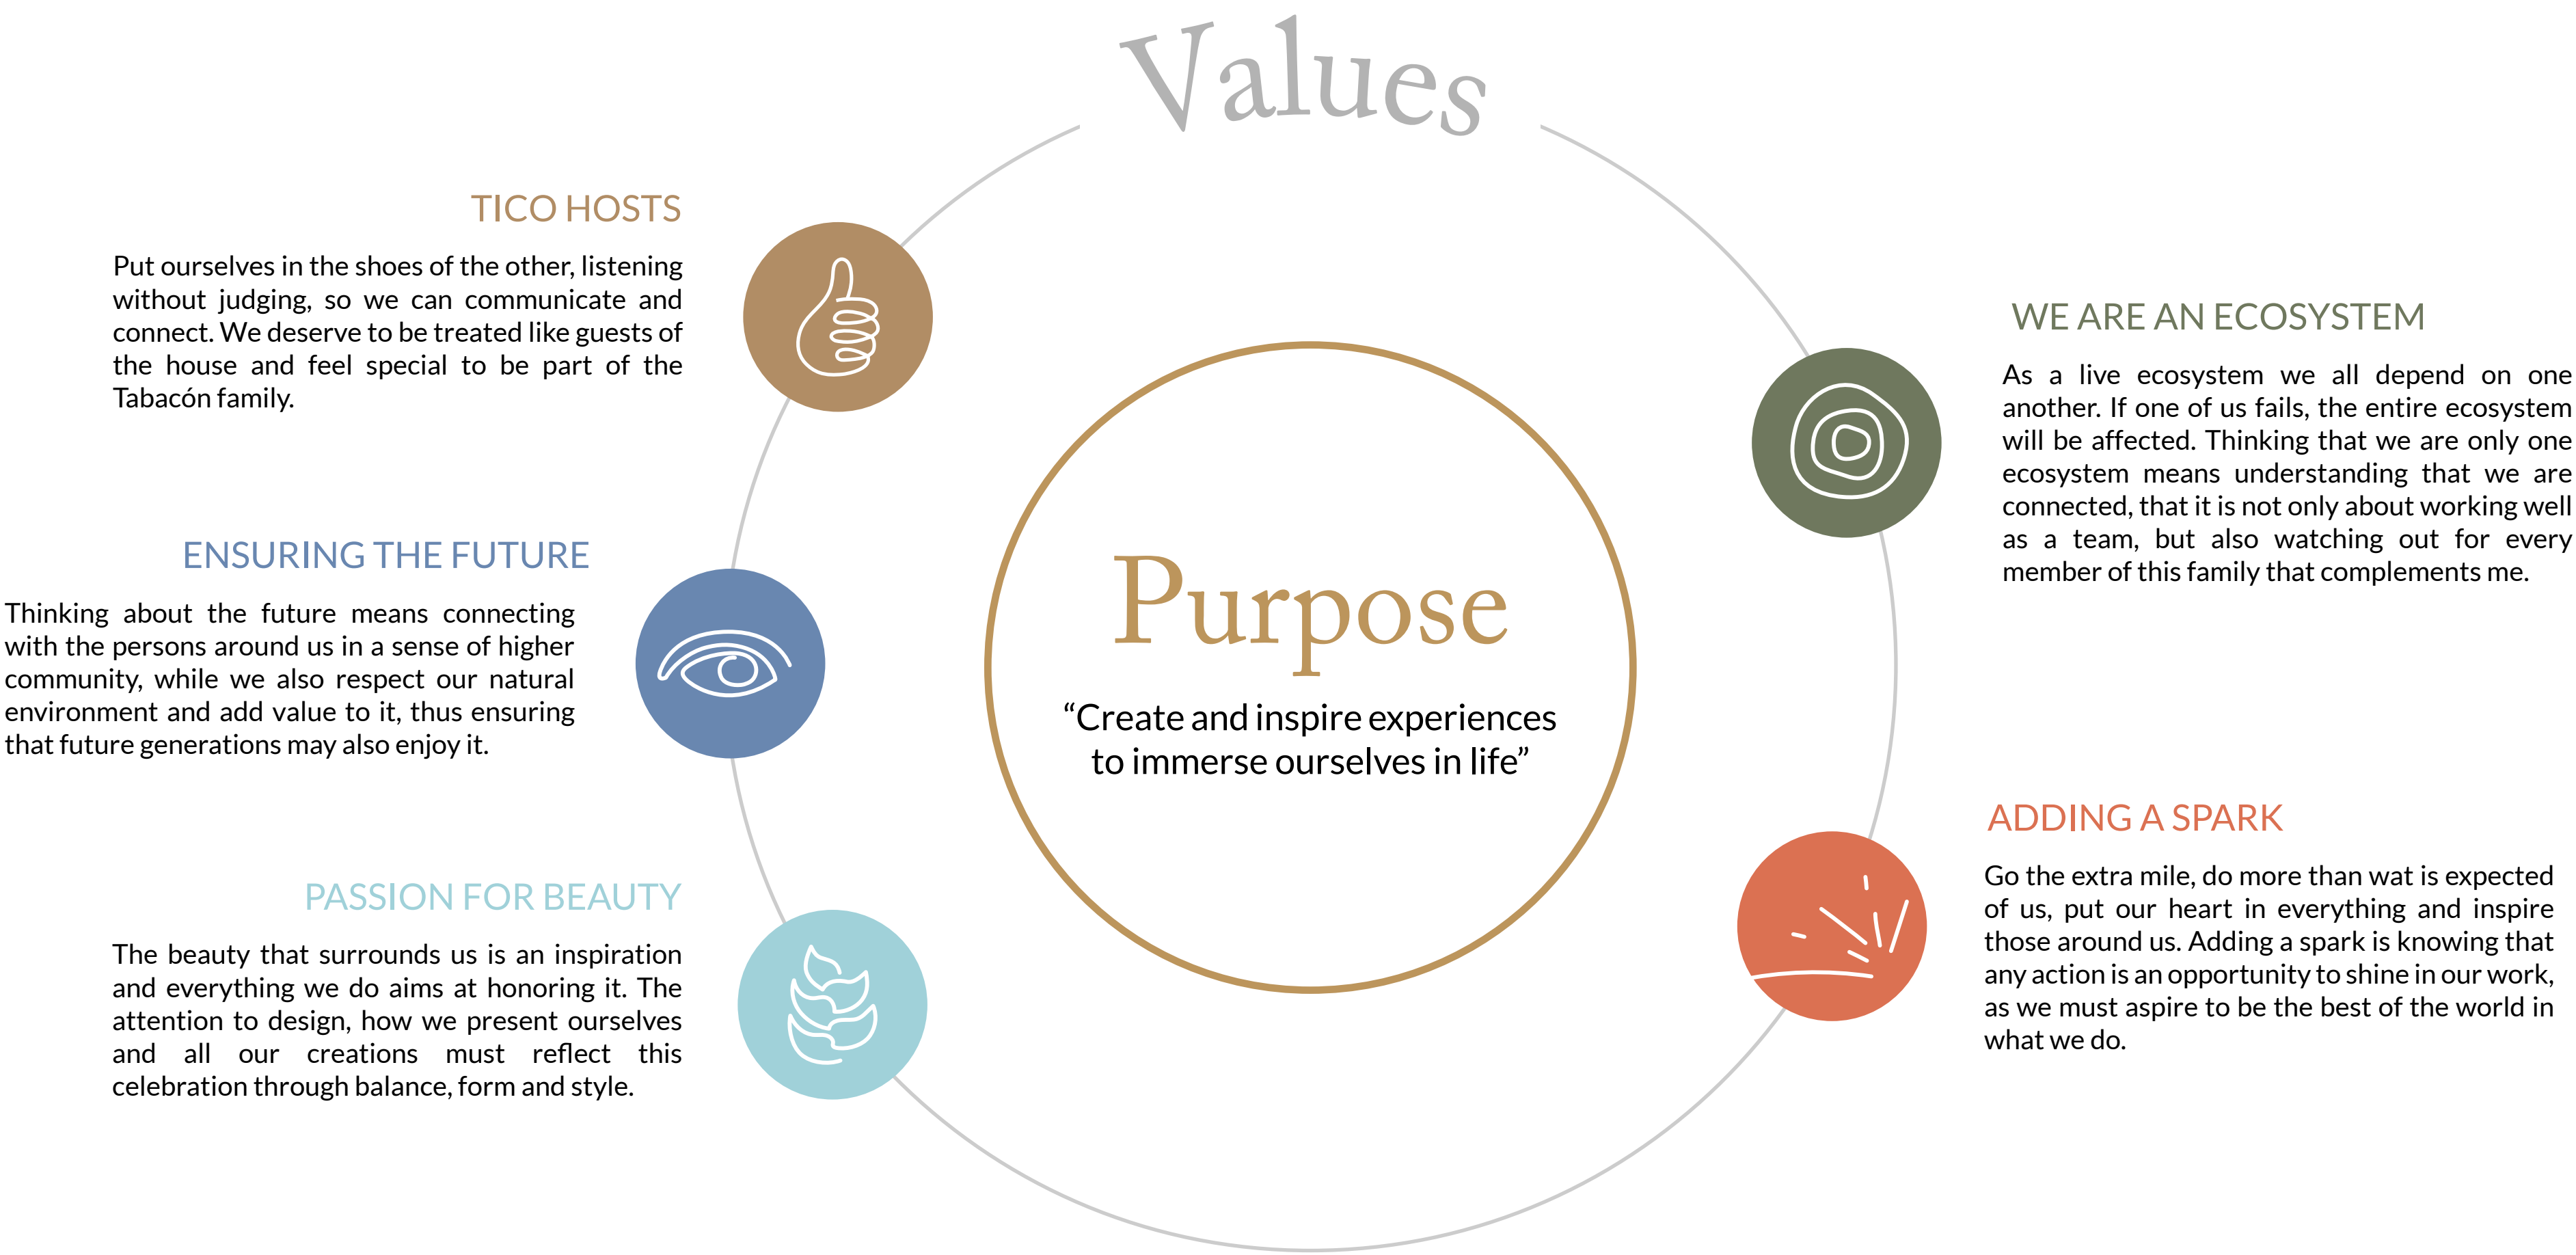 Values
TICO HOSTS
Put ourselves in the shoes of the other, listening
without judging, so we can communicate and
connect. We deserve to be treated like guests of
the house and feel special to be part of the
Tabacón family.
ENSURING THE FUTURE
Thinking about the future means connecting
with the persons around us in a sense of higher
community, while we also respect our natural
environment and add value to it, thus ensuring
that future generations may also enjoy it.
PASSION FOR BEAUTY
The beauty that surrounds us is an inspiration
and everything we do aims at honoring it. The
attention to design, how we present ourselves
and all our creations must reflect this
celebration through balance, form and style.
Purpose
“Create and inspire experiences
to immerse ourselves in life”
WE ARE AN ECOSYSTEM
As a live ecosystem we all depend on one
another. If one of us fails, the entire ecosystem
will be affected. Thinking that we are only one
ecosystem means understanding that we are
connected, that it is not only about working well
as a team, but also watching out for every
member of this family that complements me.
ADDING A SPARK
Go the extra mile, do more than wat is expected
of us, put our heart in everything and inspire
those around us. Adding a spark is knowing that
any action is an opportunity to shine in our work,
as we must aspire to be the best of the world in
what we do.